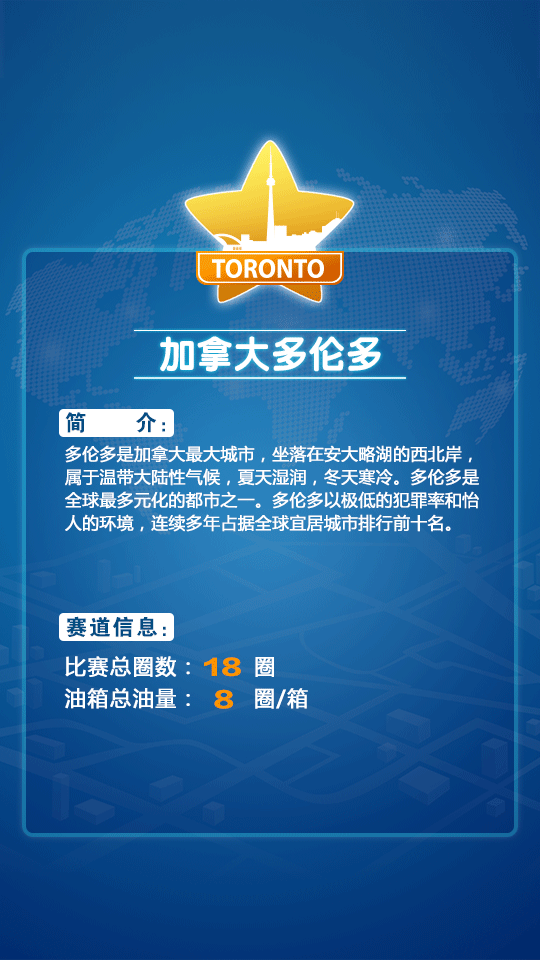 TORONTO
加拿大多伦多
简 介：
多伦多是加拿大最大城市，坐落在安大略湖的西北岸，
属于温带大陆性气候，夏天湿润，冬天寒冷。多伦多是
全球最多元化的都市之一。多伦多以极低的犯罪率和怡
人的环境，连续多年占据全球宜居城市排行前十名。
赛道信息：
比赛总圈数：18 圈
油箱总油量：8 圈/箱